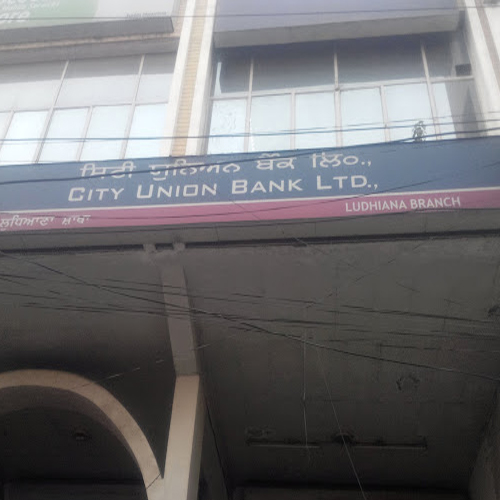 ਸਿਟੀ ਯੂਨਿਅਨ ਬੈਂਕ ਲਿਃ.,
CITY UNION BANK LTD.,
ਲੁਧਿਆਣਾ ਸ਼ਾਖਾ
LUDHIANA BRANCH